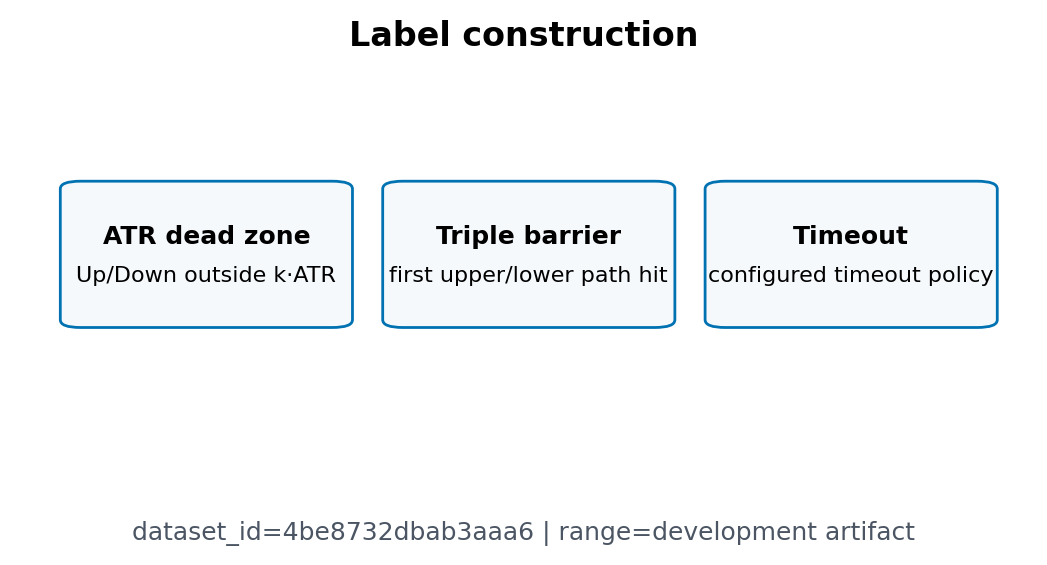 Label construction
ATR dead zone
Up/Down outside k·ATR
Triple barrier
first upper/lower path hit
Timeout
configured timeout policy
dataset_id=4be8732dbab3aaa6 | range=development artifact